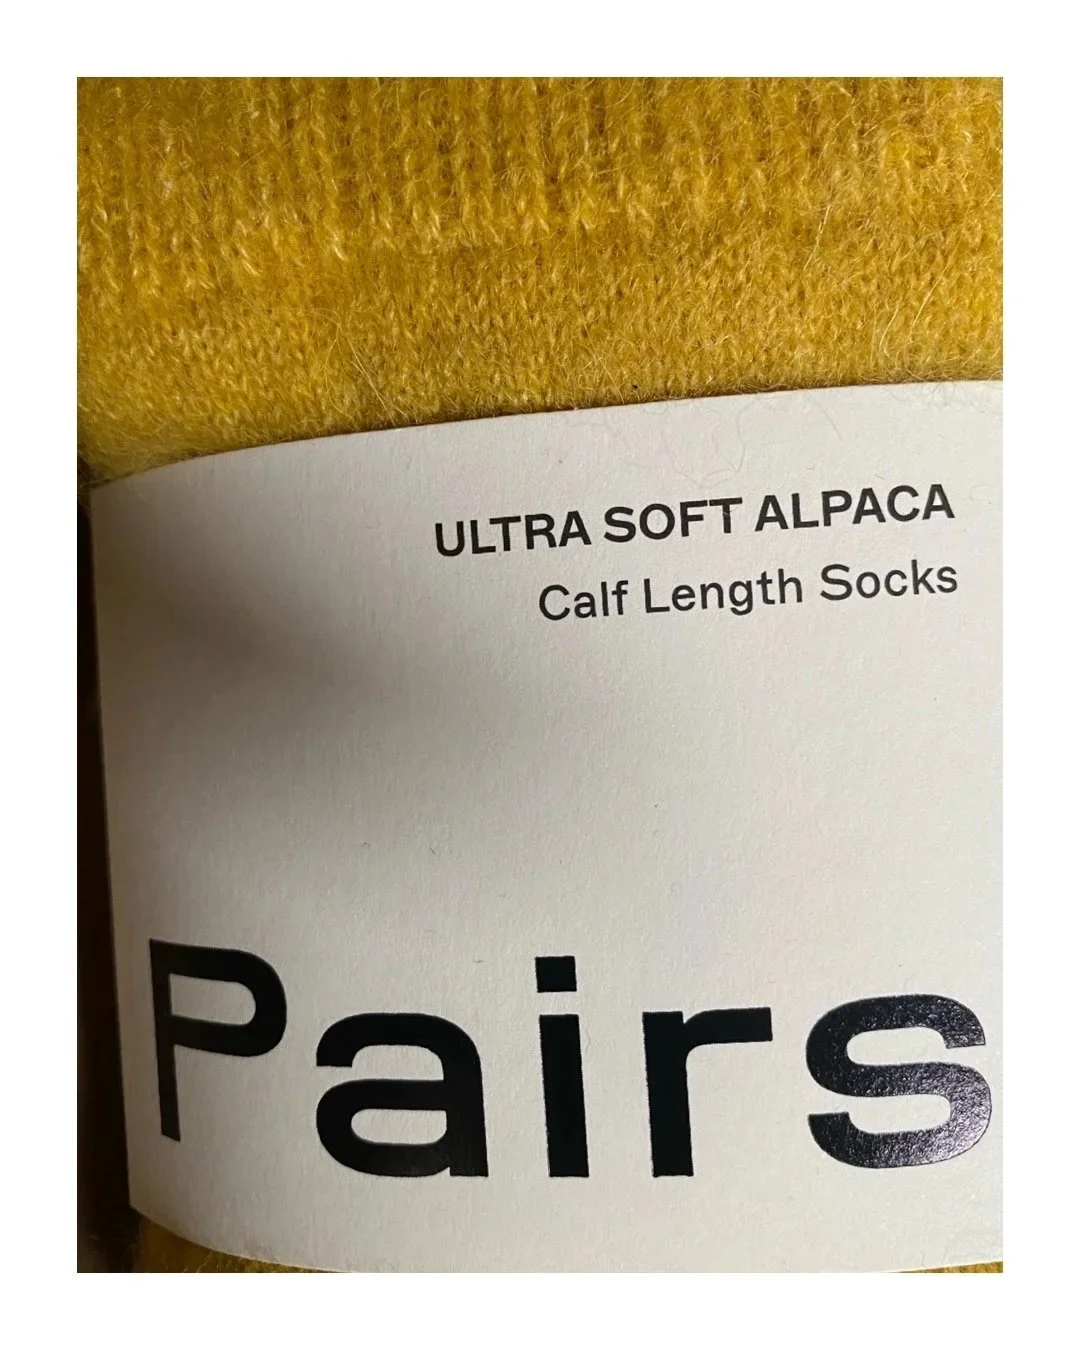 ULTRA SOFT ALPACA
Calf Length Socks
Pairs